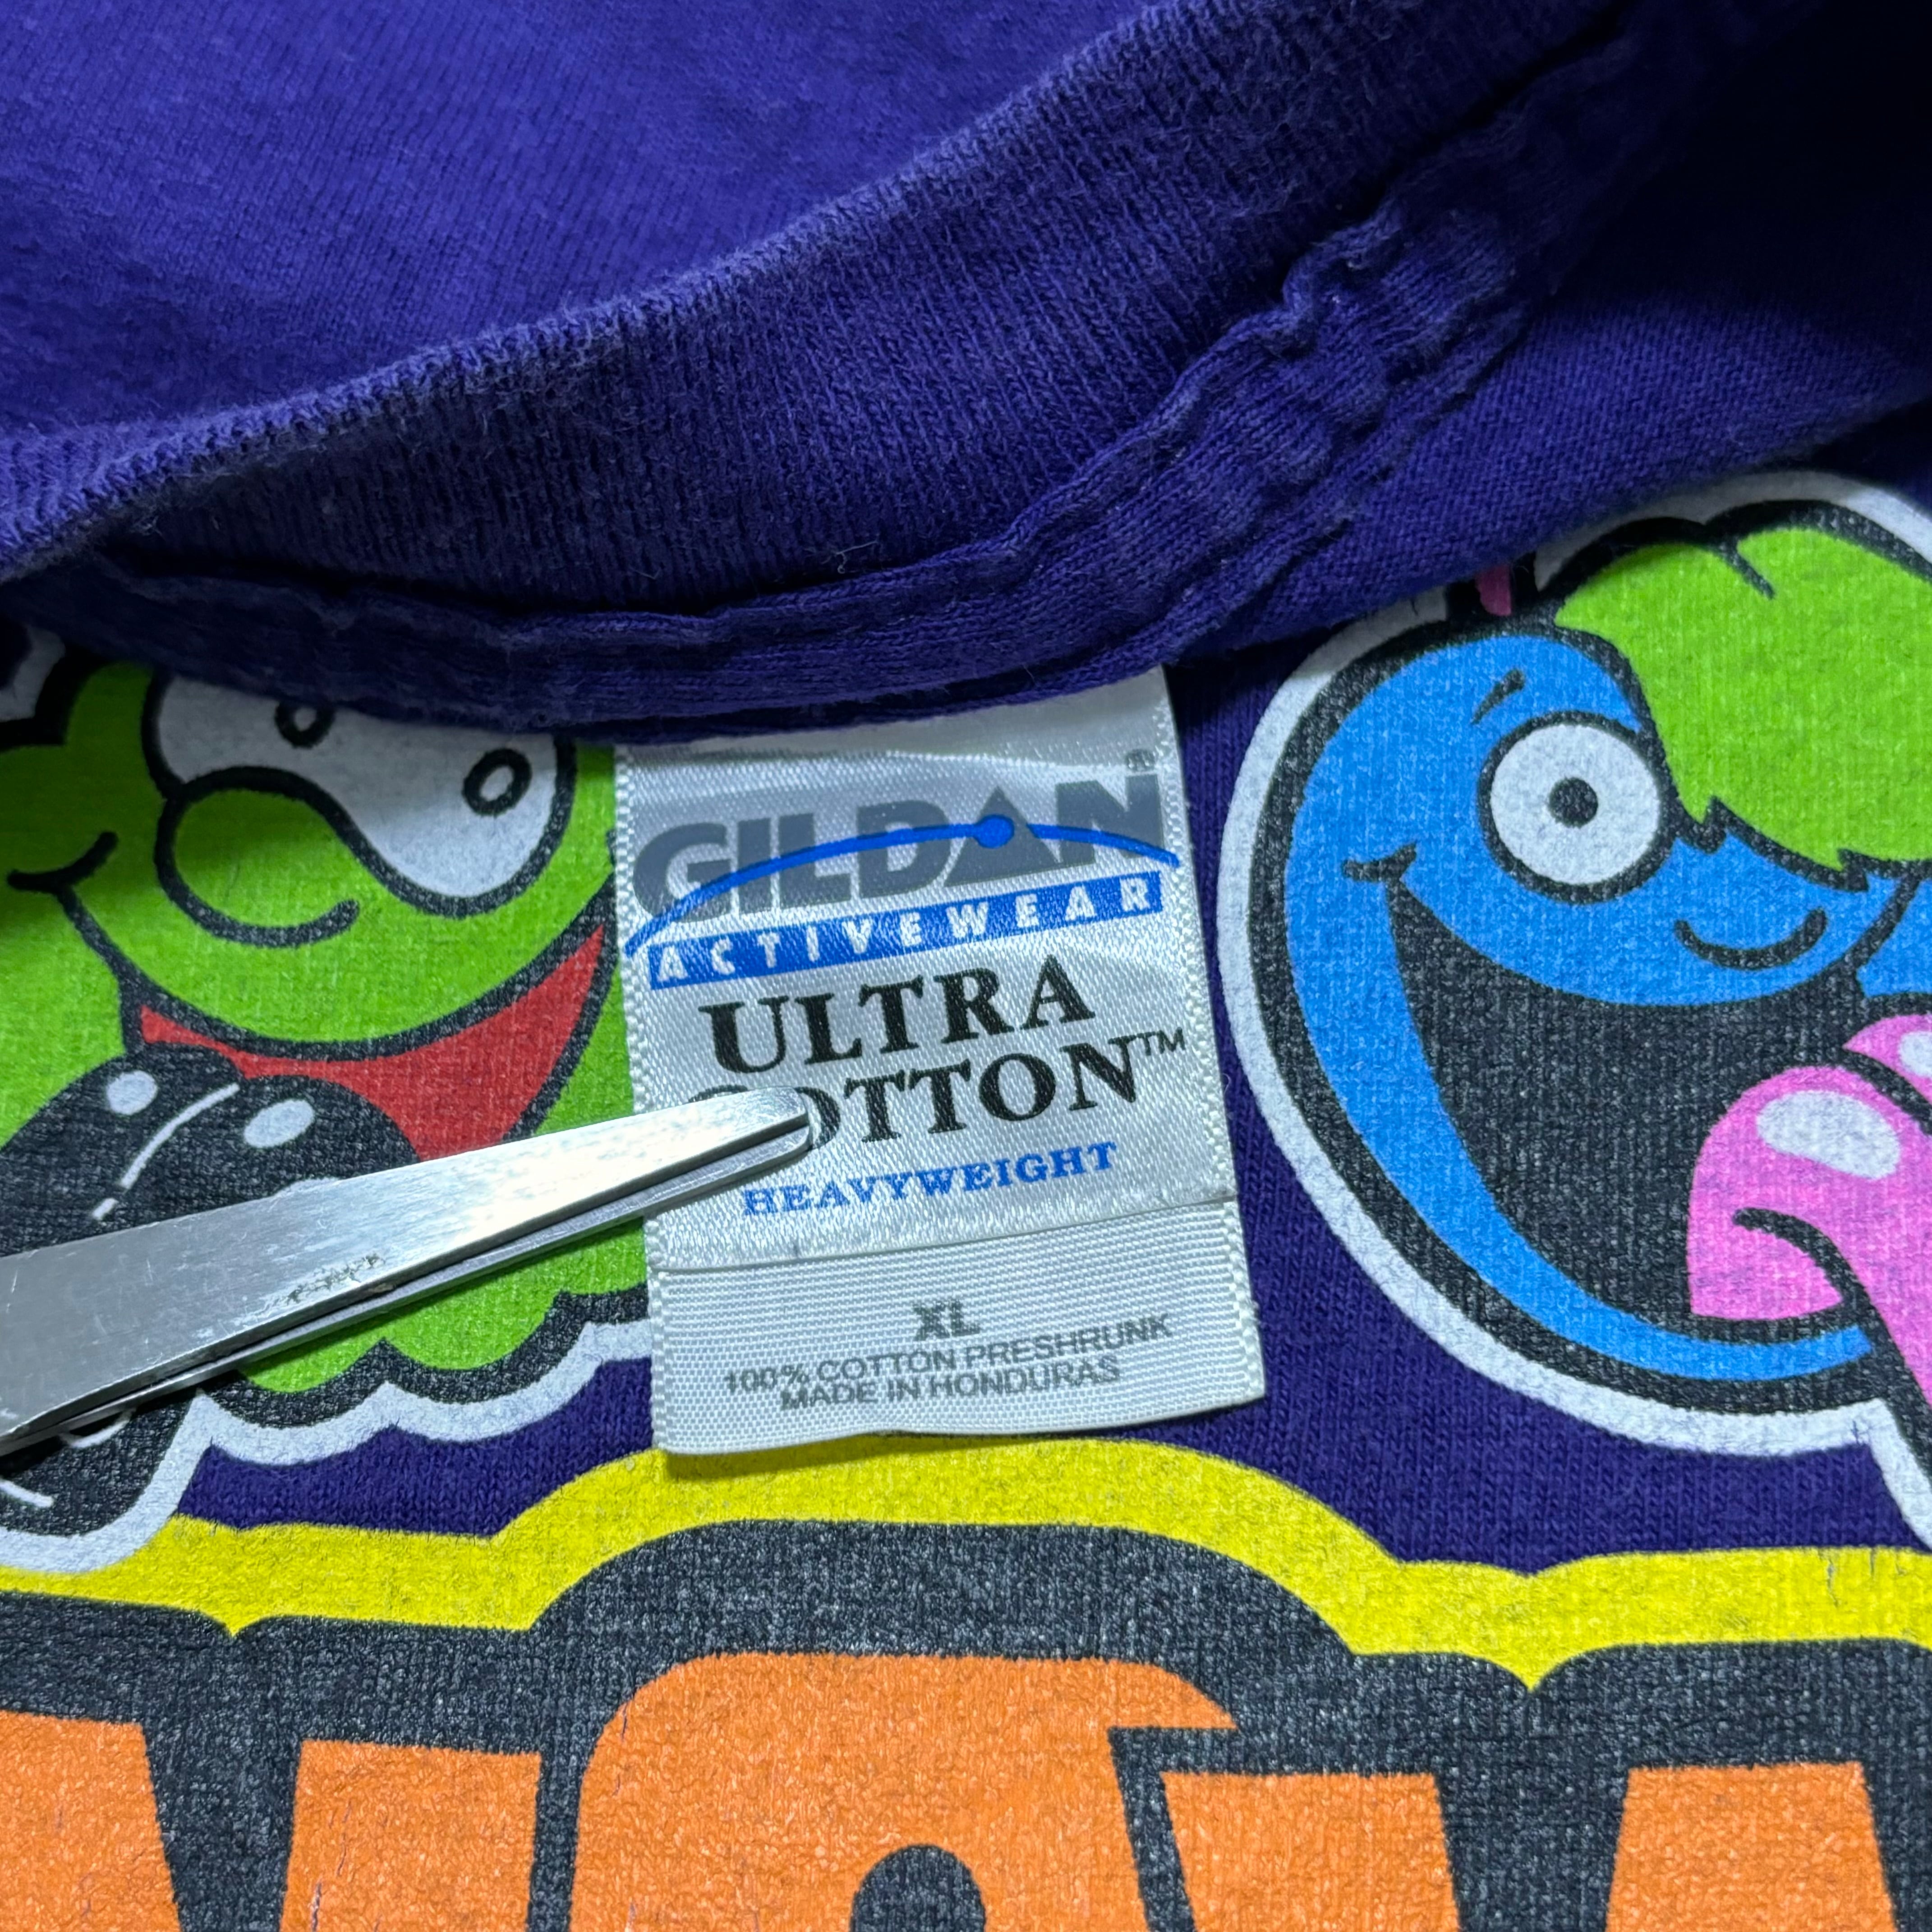 GILDAN®
ACTIVEWEAR
ULTRA
COTTON™
HEAVYWEIGHT
XL
100% COTTON PRESHRUNK
MADE IN HONDURAS